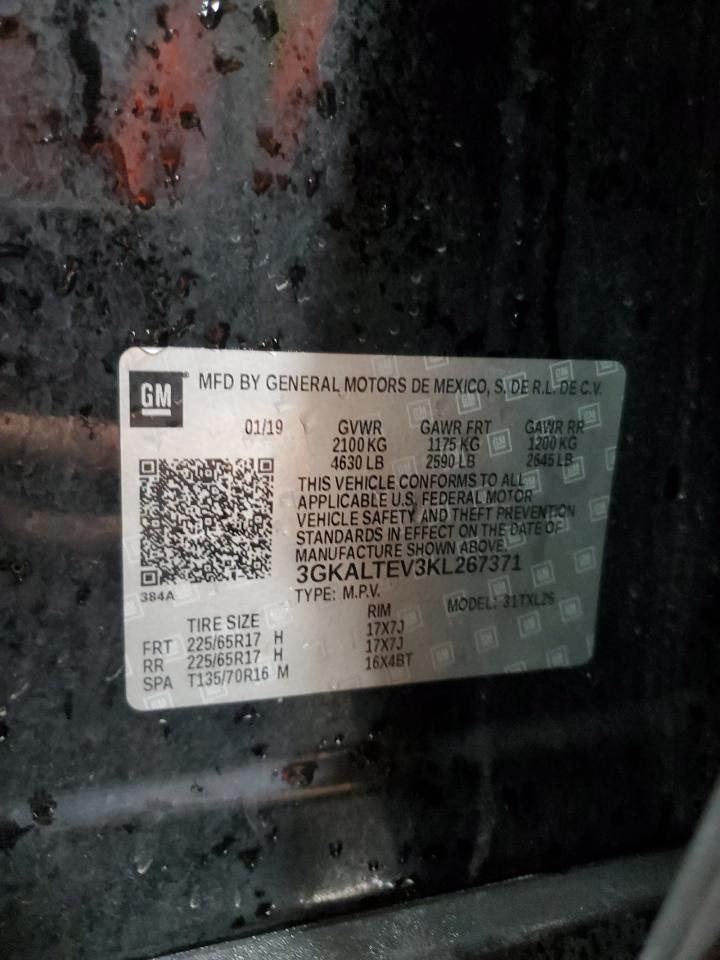 GM MFD BY GENERAL MOTORS DE MEXICO, S. DE R.L. DE C.V.
01/19 GVWR GAWR FRT GAWR RR
2100 KG 1175 KG 1200 KG
4630 LB 2590 LB 2645 LB
THIS VEHICLE CONFORMS TO ALL
APPLICABLE U.S. FEDERAL MOTOR
VEHICLE SAFETY AND THEFT PREVENTION
STANDARDS IN EFFECT ON THE DATE OF
MANUFACTURE SHOWN ABOVE.
3GKALTEV3KL267371
384A TYPE: M.P.V. MODEL: 31TXL26
TIRE SIZE RIM
FRT 225/65R17 H 17X7J
RR 225/65R17 H 17X7J
SPA T135/70R16 M 16X4BT